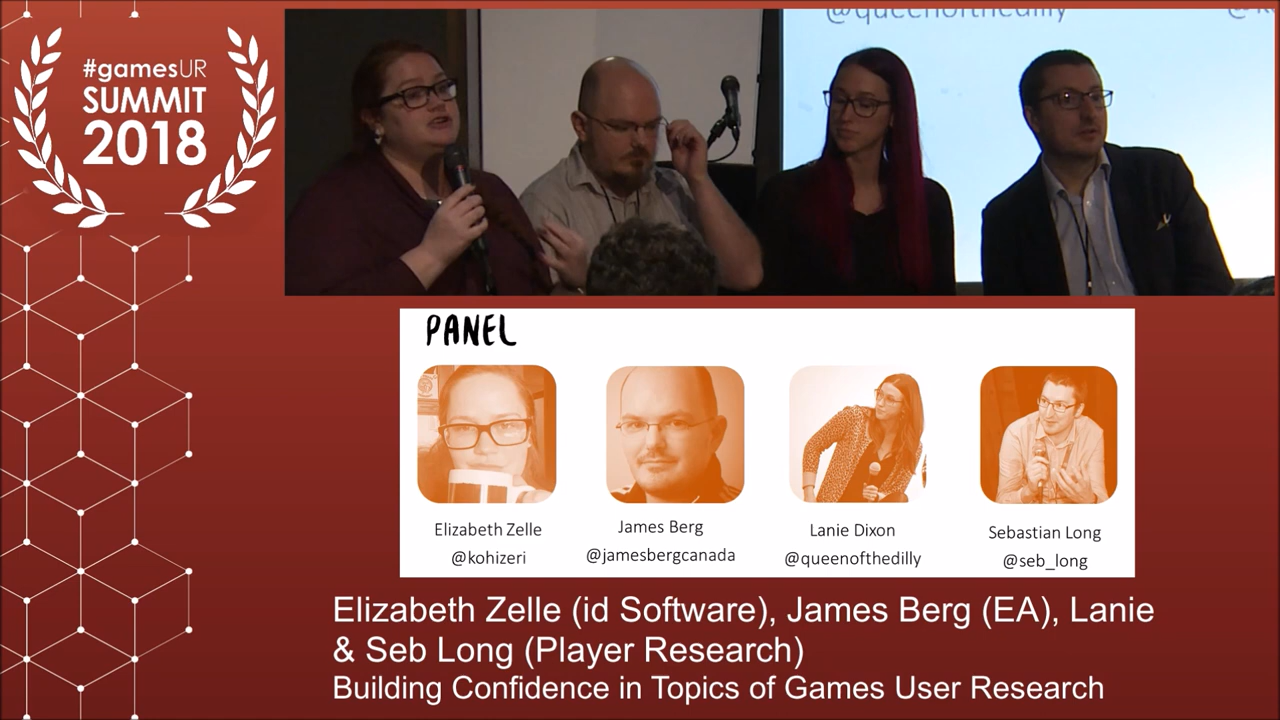 #gamesUR
SUMMIT
2018
@queenofthedilly
PANEL
Elizabeth Zelle
@kohizeri
James Berg
@jamesbergcanada
Lanie Dixon
@queenofthedilly
Sebastian Long
@seb_long
Elizabeth Zelle (id Software), James Berg (EA), Lanie
& Seb Long (Player Research)
Building Confidence in Topics of Games User Research